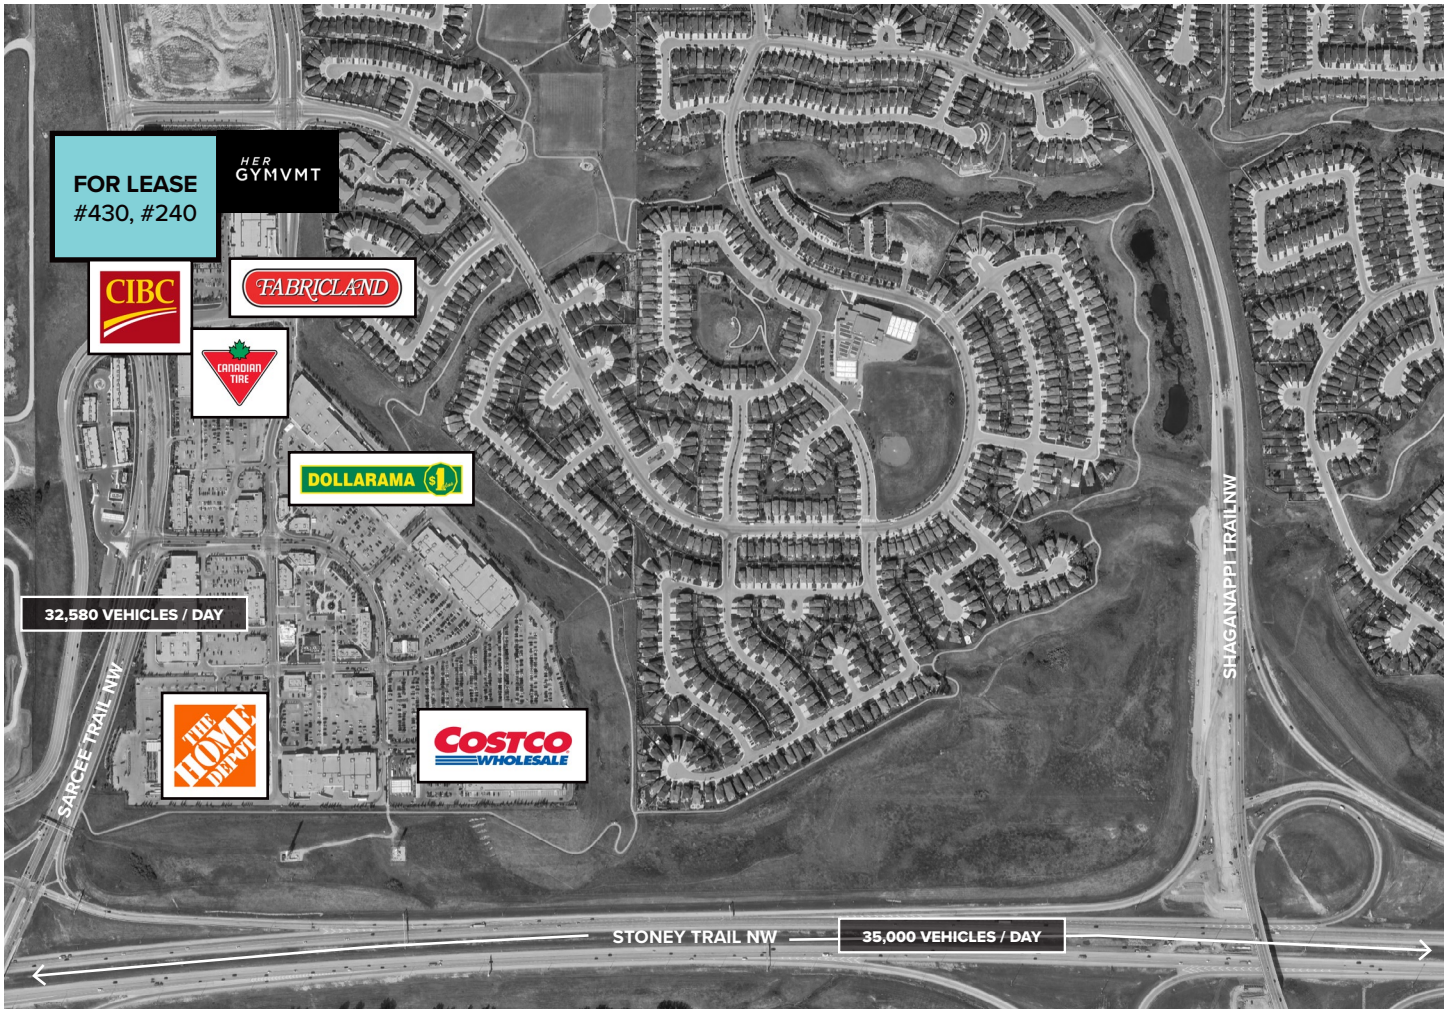 FOR LEASE
#430, #240
HER
GYMVMT
CIBC
FABRICLAND
CANADIAN
TIRE
DOLLARAMA $1
32,580 VEHICLES / DAY
SARCEE TRAIL NW
THE
HOME
DEPOT
COSTCO
WHOLESALE
SHAGANAPPI TRAIL NW
STONEY TRAIL NW
35,000 VEHICLES / DAY